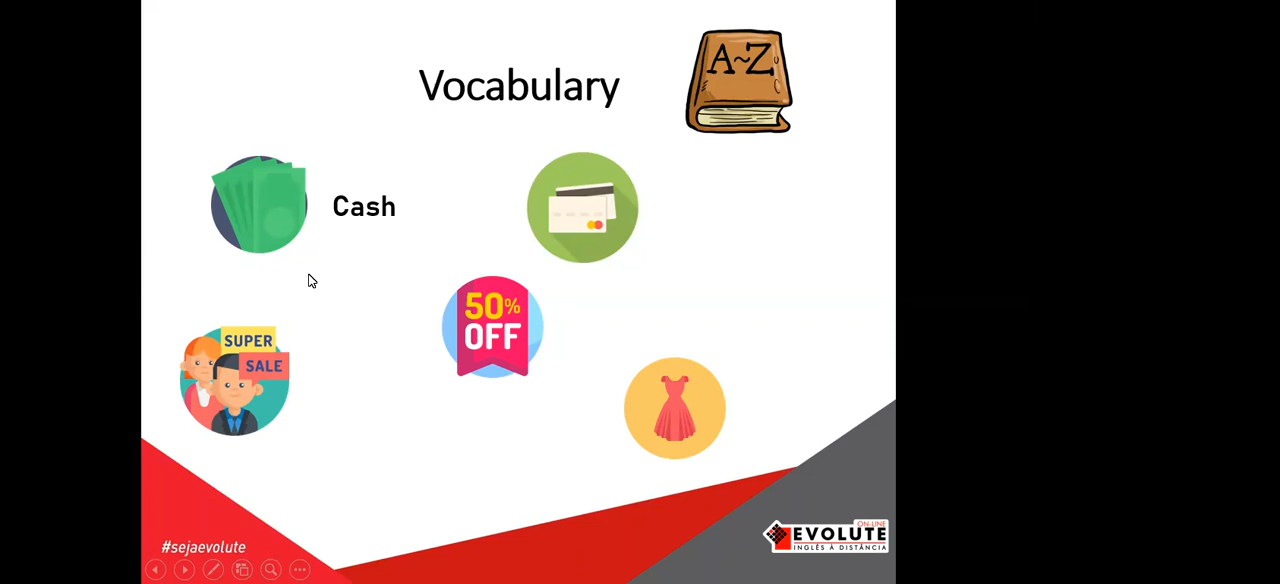 Vocabulary
A~Z
Cash
50%
OFF
SUPER
SALE
#sejaevolute
ON-LINE
EVOLUTE
INGLÊS À DISTÂNCIA